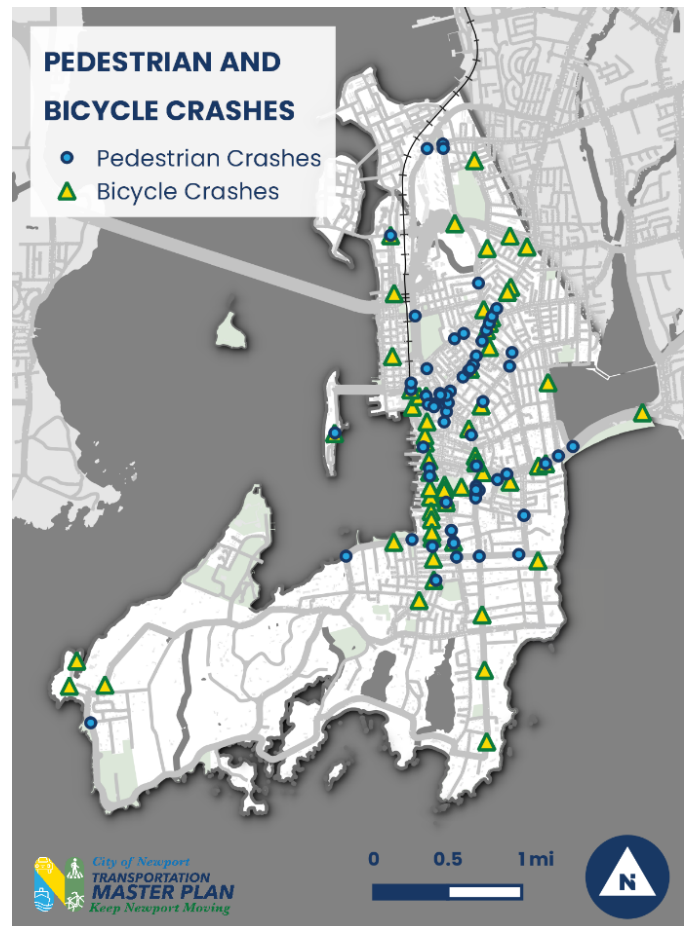 PEDESTRIAN AND
BICYCLE CRASHES
Pedestrian Crashes
Bicycle Crashes
City of Newport
TRANSPORTATION
MASTER PLAN
Keep Newport Moving
0 0.5 1 mi
N